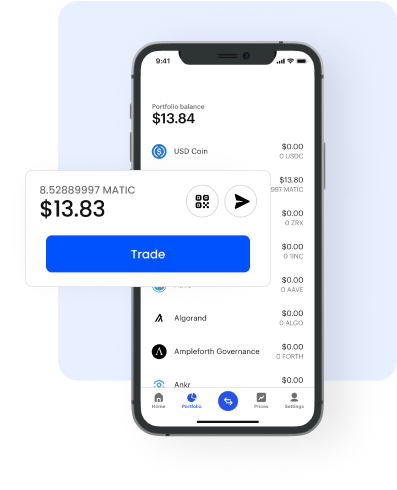 9:41
Portfolio balance
$13.84
USD Coin
$0.00
0 USDC
8.52889997 MATIC
$13.83
Trade
$13.80
997 MATIC
$0.00
0 ZRX
$0.00
0 1INC
$0.00
0 AAVE
Algorand
$0.00
0 ALGO
Ampleforth Governance
$0.00
0 FORTH
Ankr
$0.00
Home
Portfolio
Prices
Settings